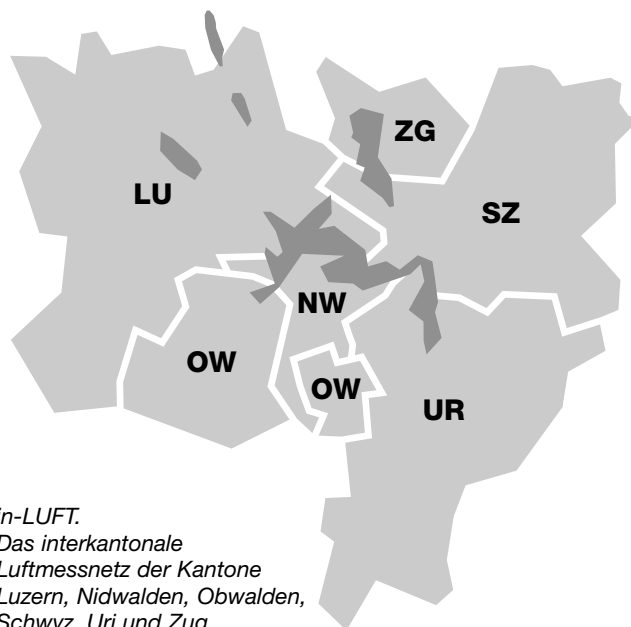 ZG
LU
SZ
NW
OW
OW
UR
in-LUFT.
Das interkantonale
Luftmessnetz der Kantone
Luzern, Nidwalden, Obwalden,
Schwyz, Uri und Zug